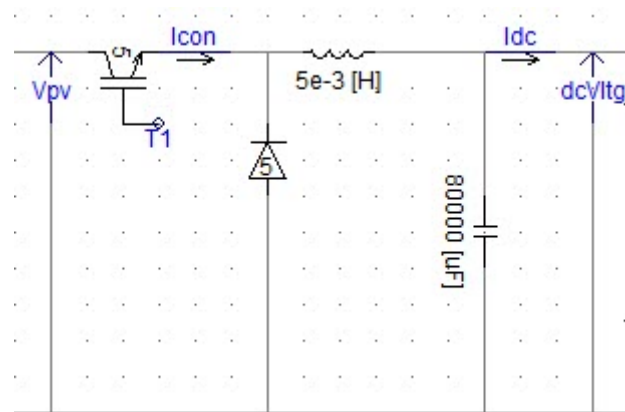 5
Icon
Idc
Vpv
5e-3 [H]
dcVltg
T1
5
80000 [uF]